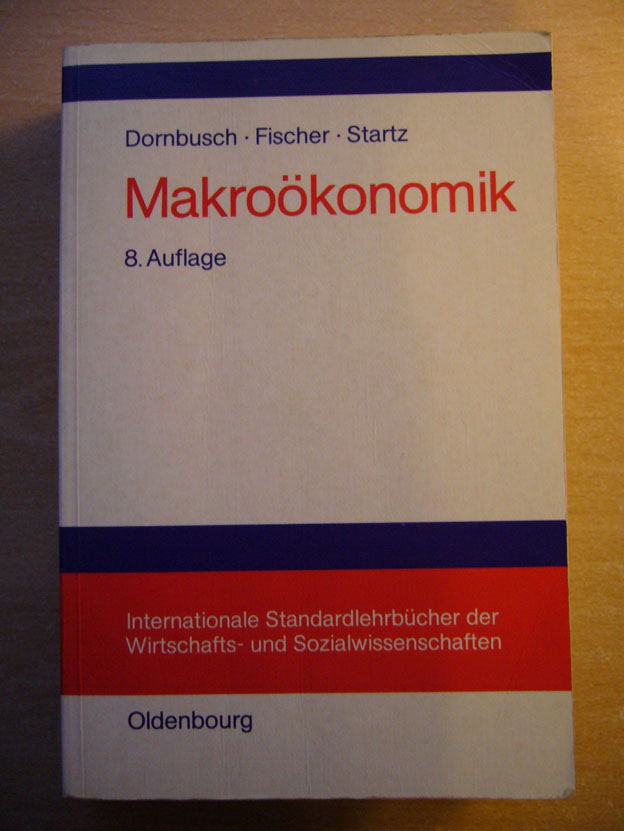 Dornbusch · Fischer · Startz
Makroökonomik
8. Auflage
Internationale Standardlehrbücher der
Wirtschafts- und Sozialwissenschaften
Oldenbourg